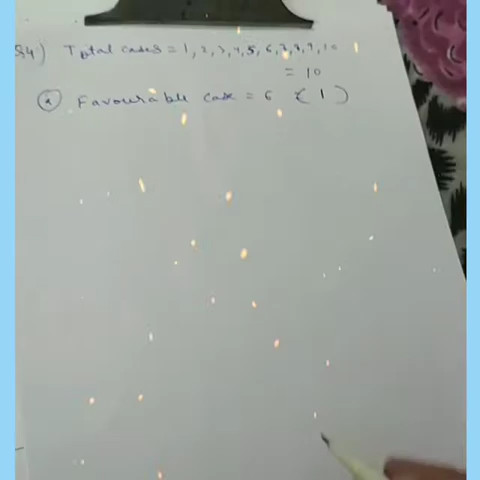 Q4) Total cases = 1, 2, 3, 4, 5, 6, 7, 8, 9, 10
= 10
(a) Favourable case = 6 ( 1 )